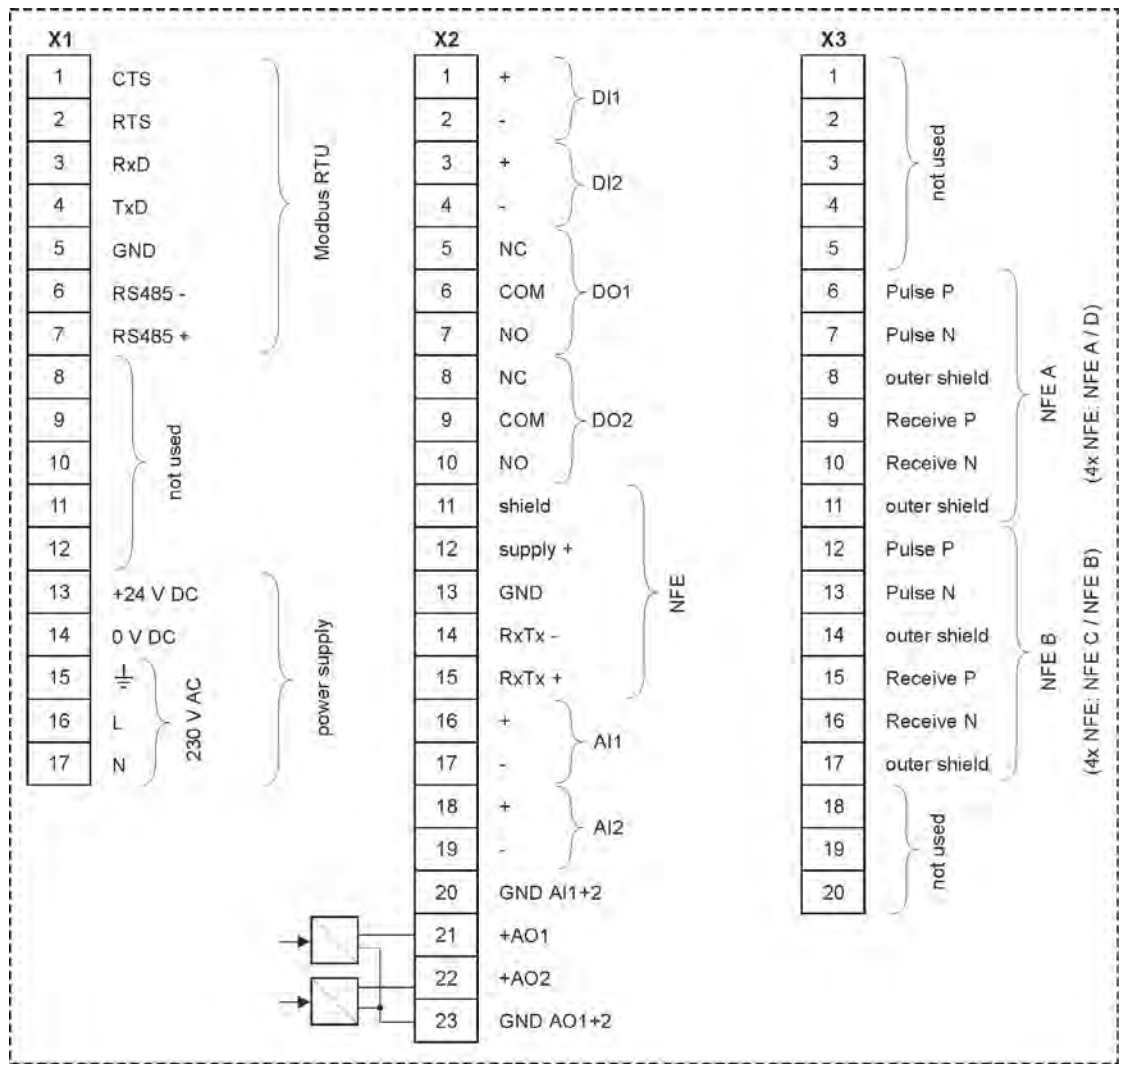 X1
1 CTS
2 RTS
3 RxD
4 TxD
5 GND
6 RS485 -
7 RS485 +
Modbus RTU
8
9
10
11
12
not used
13 +24 V DC
14 0 V DC
15
16 L
17 N
230 V AC
power supply
X2
1 +
2 -
DI1
3 +
4 -
DI2
5 NC
6 COM
7 NO
DO1
8 NC
9 COM
10 NO
DO2
11 shield
12 supply +
13 GND
14 RxTx -
15 RxTx +
NFE
16 +
17 -
AI1
18 +
19 -
AI2
20 GND AI1+2
21 +AO1
22 +AO2
23 GND AO1+2
X3
1
2
3
4
5
not used
6 Pulse P
7 Pulse N
8 outer shield
9 Receive P
10 Receive N
11 outer shield
NFE A
(4x NFE: NFE A / D)
12 Pulse P
13 Pulse N
14 outer shield
15 Receive P
16 Receive N
17 outer shield
NFE B
(4x NFE: NFE C / NFE B)
18
19
20
not used